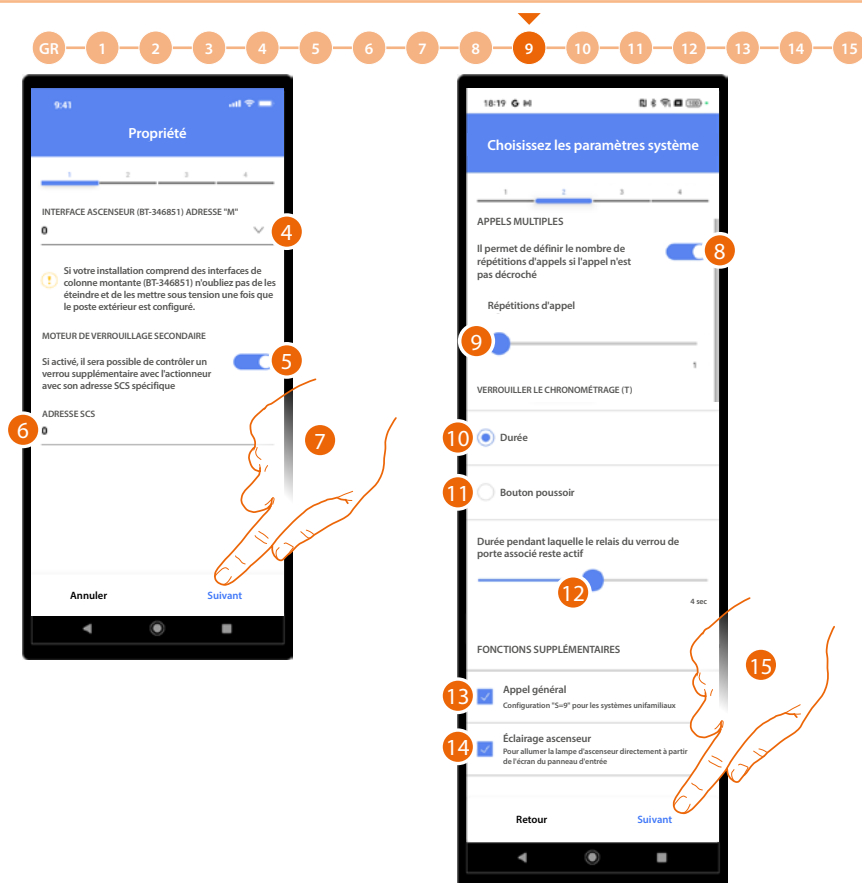 GR 1 2 3 4 5 6 7 8 9 10 11 12 13 14 15
9:41
Propriété
1 2 3 4
INTERFACE ASCENSEUR (BT-346851) ADRESSE "M"
0
4
Si votre installation comprend des interfaces de
colonne montante (BT-346851) n'oubliez pas de les
éteindre et de les mettre sous tension une fois que
le poste extérieur est configuré.
MOTEUR DE VERROUILLAGE SECONDAIRE
Si activé, il sera possible de contrôler un
verrou supplémentaire avec l'actionneur
avec son adresse SCS spécifique
5
ADRESSE SCS
6
0
7
Annuler Suivant
18:19 G
100
Choisissez les paramètres système
1 2 3 4
APPELS MULTIPLES
Il permet de définir le nombre de
répétitions d'appels si l'appel n'est
pas décroché
8
Répétitions d'appel
9
1
VERROUILLER LE CHRONOMÉTRAGE (T)
10 Durée
11 Bouton poussoir
Durée pendant laquelle le relais du verrou de
porte associé reste actif
12
4 sec
FONCTIONS SUPPLÉMENTAIRES
15
13 Appel général
Configuration "S=9" pour les systèmes unifamiliaux
14 Éclairage ascenseur
Pour allumer la lampe d'ascenseur directement à partir
de l'écran du panneau d'entrée
Retour Suivant